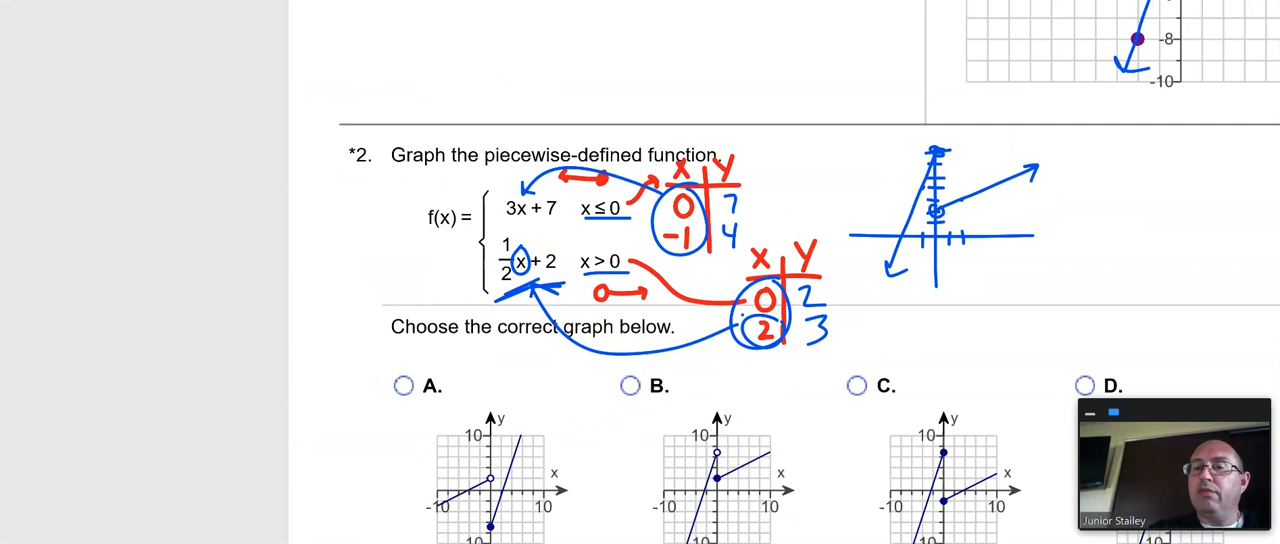 -8
-10
*2. Graph the piecewise-defined function.
x y
f(x) =
3x + 7 x ≤ 0
0 7
-1 4
1/2 x + 2 x > 0
x y
0 2
2 3
Choose the correct graph below.
A. B. C. D.
y y y
10 10 10
x x x
-10 10 -10 10 -10 10
Junior Stailey